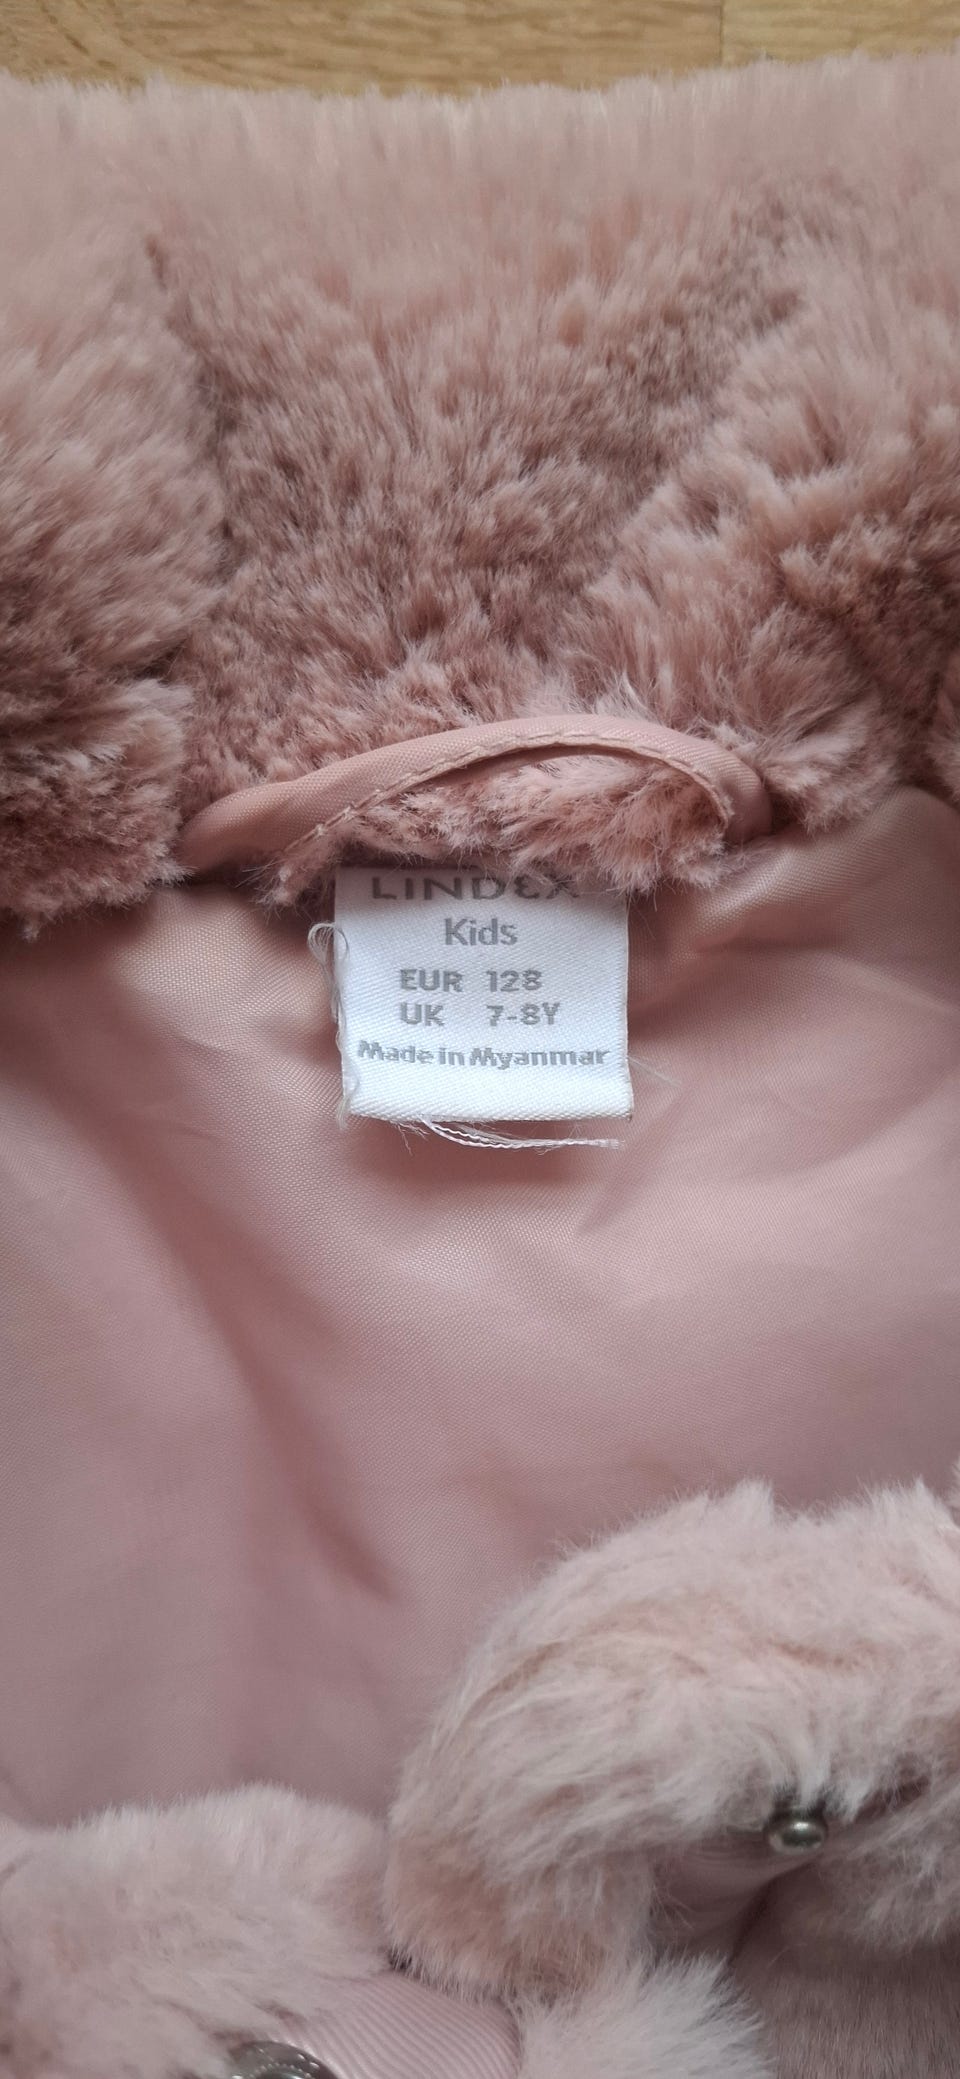 LINDEX
Kids
EUR 128
UK 7-8Y
Made in Myanmar